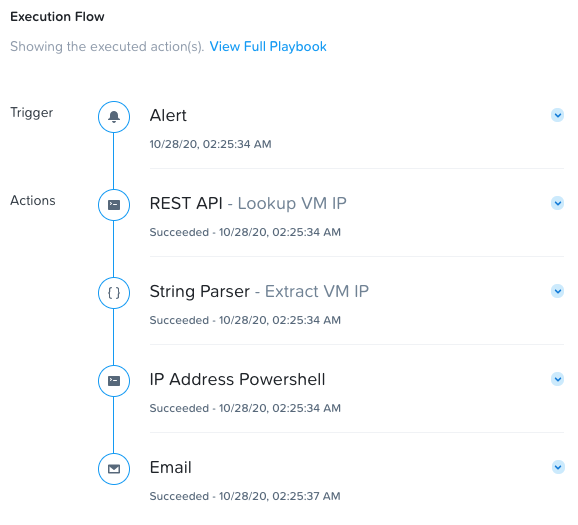 Execution Flow
Showing the executed action(s). View Full Playbook
Trigger
Alert
10/28/20, 02:25:34 AM
Actions
REST API - Lookup VM IP
Succeeded - 10/28/20, 02:25:34 AM
String Parser - Extract VM IP
Succeeded - 10/28/20, 02:25:34 AM
IP Address Powershell
Succeeded - 10/28/20, 02:25:34 AM
Email
Succeeded - 10/28/20, 02:25:37 AM